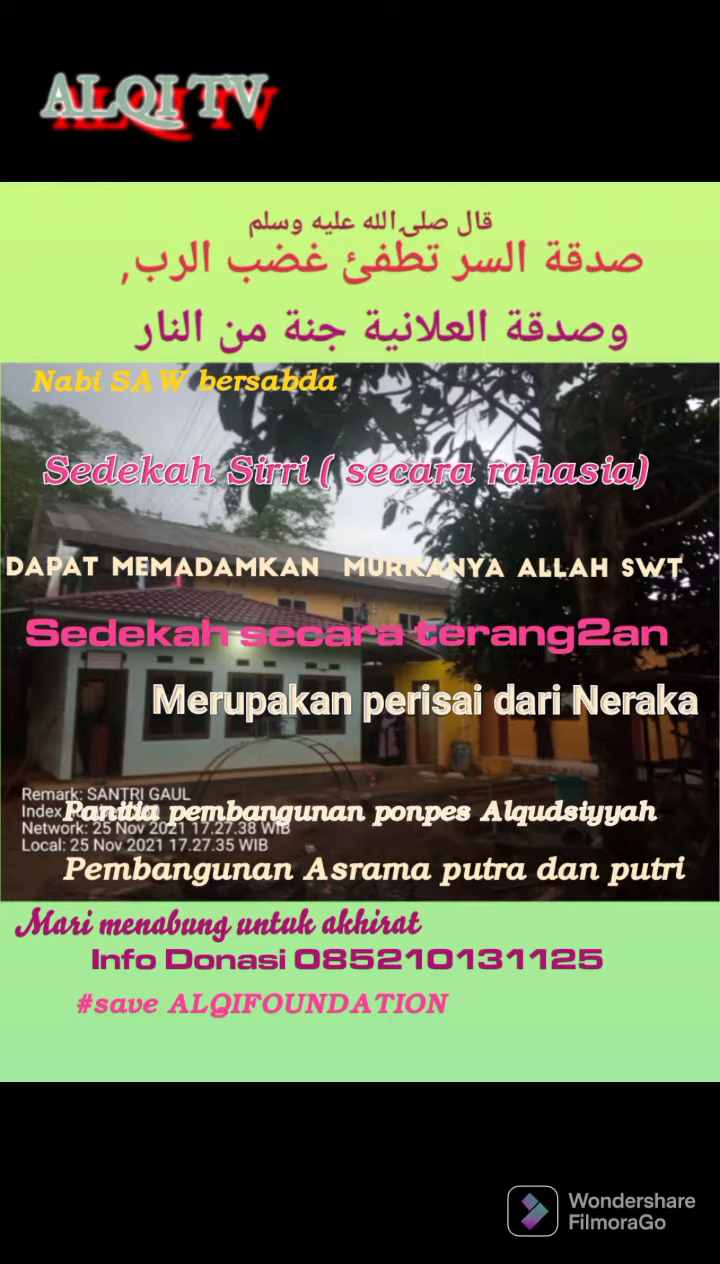 ALQI TV
قال صلى الله عليه وسلم
صدقة السر تطفئ غضب الرب,
وصدقة العلانية جنة من النار
Nabi SAW bersabda
Sedekah Sirri ( secara rahasia)
DAPAT MEMADAMKAN MURKANYA ALLAH SWT
Sedekah secara terang2an
Merupakan perisai dari Neraka
Remark: SANTRI GAUL
Index
Panitia pembangunan ponpes Alqudsiyyah
Network: 25 Nov 2021 17.27.38 WIB
Local: 25 Nov 2021 17.27.35 WIB
Pembangunan Asrama putra dan putri
Mari menabung untuk akhirat
Info Donasi 085210131125
#save ALQIFOUNDATION
Wondershare
FilmoraGo